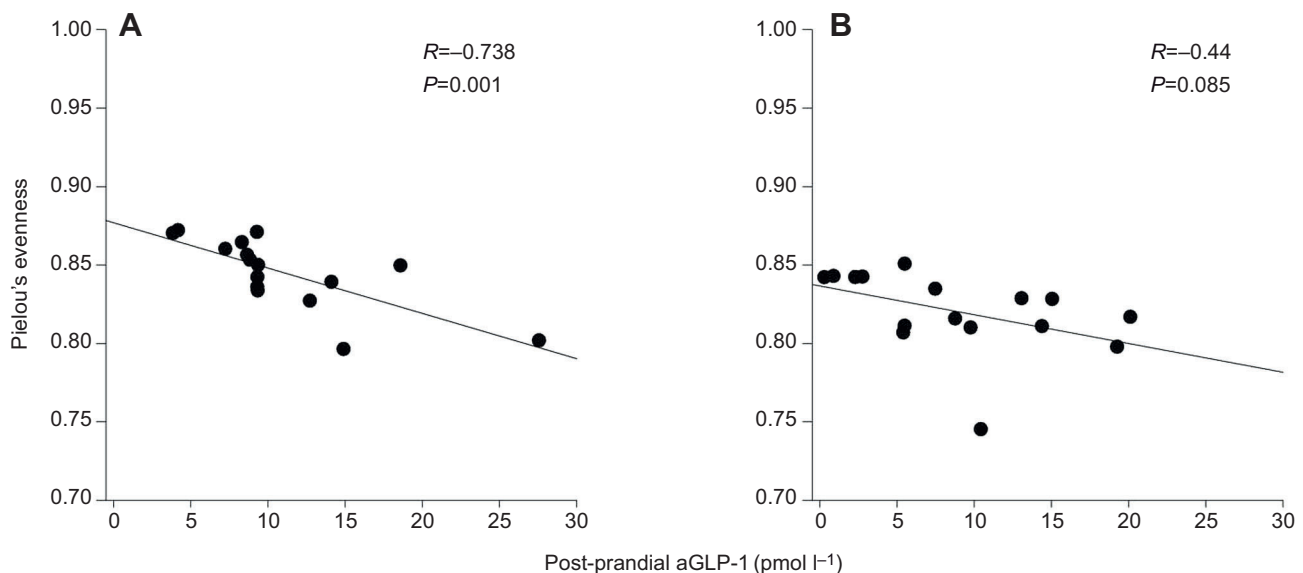 A
R=–0.738
P=0.001
1.00
0.95
0.90
0.85
0.80
0.75
0.70
0 5 10 15 20 25 30
Pielou's evenness
B
R=–0.44
P=0.085
1.00
0.95
0.90
0.85
0.80
0.75
0.70
0 5 10 15 20 25 30
Post-prandial aGLP-1 (pmol l⁻¹)